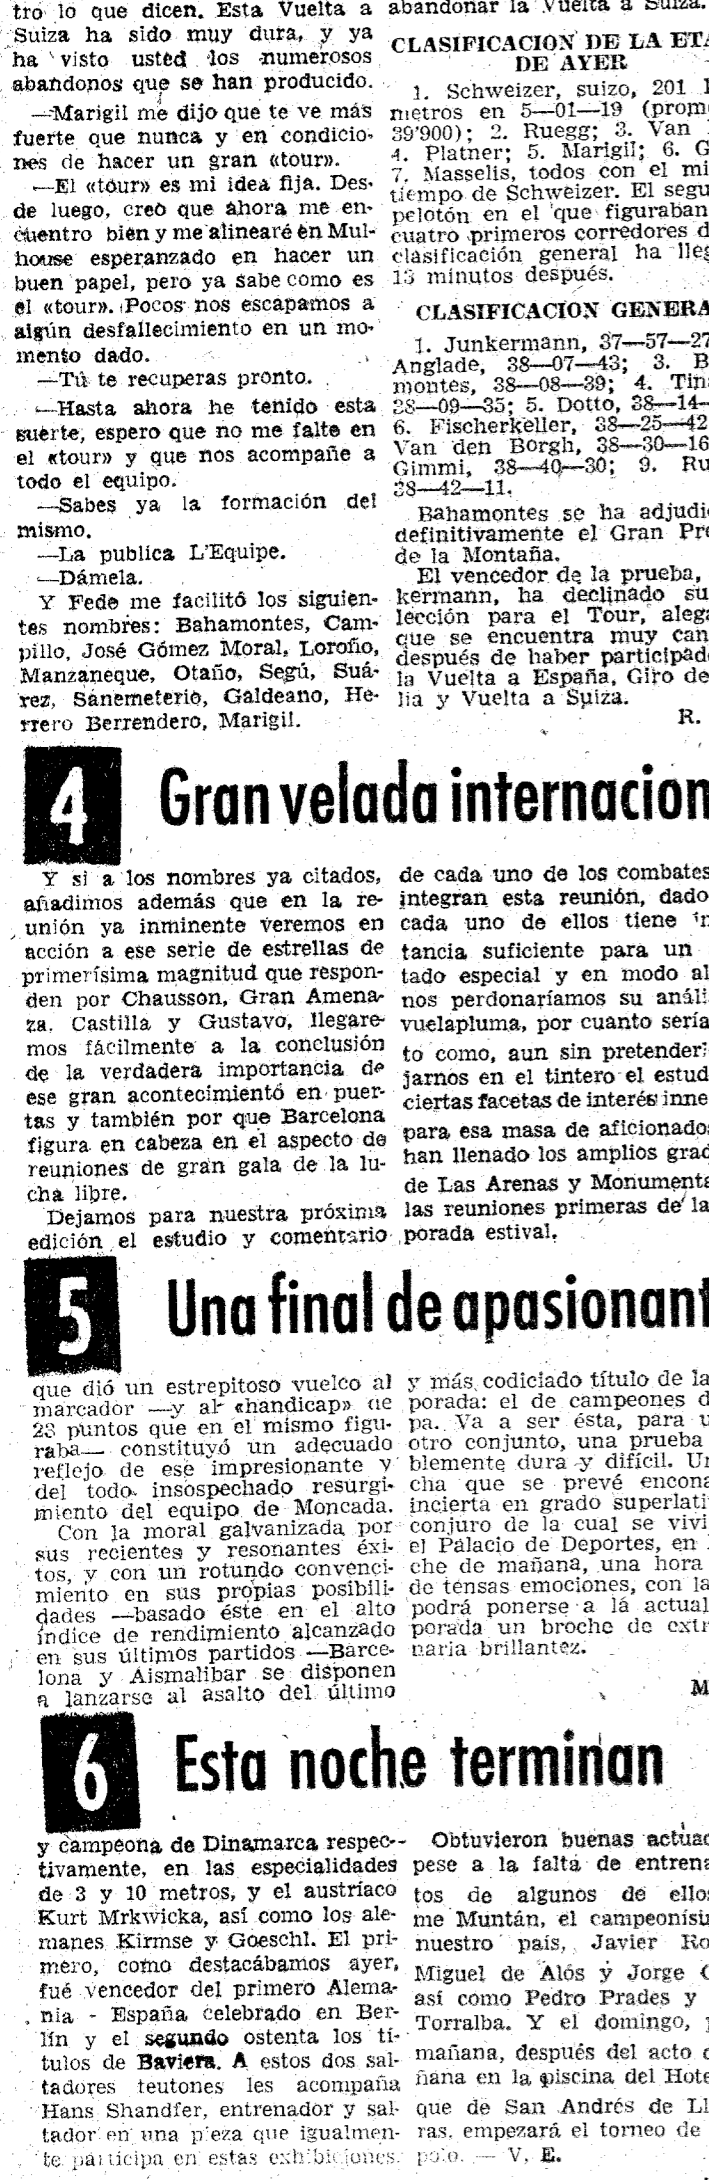 tro lo que dicen. Esta Vuelta a
Suiza ha sido muy dura, y ya
ha visto usted los numerosos
abandonos que se han producido.
—Marigil me dijo que te ve más
fuerte que nunca y en condicio-
nes de hacer un gran «tour».
—El «tour» es mi idea fija. Des-
de luego, creo que ahora me en-
cuentro bien y me alinearé en Mul-
house esperanzado en hacer un
buen papel, pero ya sabe como es
el «tour». Pocos nos escapamos a
algún desfallecimiento en un mo-
mento dado.
—Tú te recuperas pronto.
—Hasta ahora he tenido esta
suerte, espero que no me falte en
el «tour» y que nos acompañe a
todo el equipo.
—Sabes ya la formación del
mismo.
—La publica L'Equipe.
—Dámela.
Y Fede me facilitó los siguien-
tes nombres: Bahamontes, Cam-
pillo, José Gómez Moral, Loroño,
Manzaneque, Otaño, Segú, Suá-
rez, Sanemeterio, Galdeano, He-
rrero Berrendero, Marigil.
abandonar la Vuelta a Suiza.
CLASIFICACION DE LA ETA
DE AYER
1. Schweizer, suizo, 201
metros en 5—01—19 (prom
39'900); 2. Ruegg; 3. Van
4. Platner; 5. Marigil; 6. G
7. Masselis, todos con el mi
tiempo de Schweizer. El segu
pelotón en el que figuraban
cuatro primeros corredores d
clasificación general ha lleg
13 minutos después.
CLASIFICACION GENERA
1. Junkermann, 37—57—27
Anglade, 38—07—43; 3. B
montes, 38—08—39; 4. Tin
38—09—35; 5. Dotto, 38—14—
6. Fischerkeller, 38—25—42
Van den Borgh, 38—30—16
Gimmi, 38—40—30; 9. Ru
38—42—11.
Bahamontes se ha adjudi
definitivamente el Gran Pre
de la Montaña.
El vencedor de la prueba,
kermann, ha declinado su
lección para el Tour, alega
que se encuentra muy can
después de haber participad
la Vuelta a España, Giro de
lia y Vuelta a Suiza.
R.
4 Gran velada internacion
Y si a los nombres ya citados,
añadimos además que en la re-
unión ya inminente veremos en
acción a ese serie de estrellas de
primerísima magnitud que respon-
den por Chausson, Gran Amena-
za, Castilla y Gustavo, llegare-
mos fácilmente a la conclusión
de la verdadera importancia de
ese gran acontecimiento en puer-
tas y también por que Barcelona
figura en cabeza en el aspecto de
reuniones de gran gala de la lu-
cha libre.
Dejamos para nuestra próxima
edición el estudio y comentario
de cada uno de los combates
integran esta reunión, dado
cada uno de ellos tiene
tancia suficiente para un
tado especial y en modo al
nos perdonaríamos su análi
vuelapluma, por cuanto sería
to como, aun sin pretender
jarnos en el tintero el estud
ciertas facetas de interés inne
para esa masa de aficionado
han llenado los amplios grad
de Las Arenas y Monumenta
las reuniones primeras de la
porada estival.
5 Una final de apasionant
que dió un estrepitoso vuelco al
marcador —y al «handicap» de
23 puntos que en el mismo figu-
raba— constituyó un adecuado
reflejo de ese impresionante y
del todo insospechado resurgi-
miento del equipo de Moncada.
Con la moral galvanizada por
sus recientes y resonantes éxi-
tos, y con un rotundo convenci-
miento en sus propias posibili-
dades —basado éste en el alto
índice de rendimiento alcanzado
en sus últimos partidos —Barce-
lona y Aismalibar se disponen
a lanzarse al asalto del último
y más codiciado título de la
porada: el de campeones d
pa. Va a ser ésta, para u
otro conjunto, una prueba
blemente dura y difícil. Un
cha que se prevé encona
incierta en grado superlati
conjuro de la cual se vivi
el Palacio de Deportes, en
che de mañana, una hora
de tensas emociones, con la
podrá ponerse a la actual
porada un broche de extr
naria brillantez.
M
6 Esta noche terminan
y campeona de Dinamarca respec-
tivamente, en las especialidades
de 3 y 10 metros, y el austríaco
Kurt Mrkwicka, así como los ale-
manes Kirmse y Goeschl. El pri-
mero, como destacábamos ayer,
fué vencedor del primero Alema-
nia - España celebrado en Ber-
lín y el segundo ostenta los tí-
tulos de Baviera. A estos dos sal-
tadores teutones les acompaña
Hans Shandfer, entrenador y sal-
tador en una pieza que igualmen-
te participa en estas exhibiciones.
Obtuvieron buenas actuac
pese a la falta de entrena
tos de algunos de ello
me Muntán, el campeonísi
nuestro país, Javier Ro
Miguel de Alós y Jorge
así como Pedro Prades y
Torralba. Y el domingo,
mañana, después del acto
ñana en la piscina del Hote
que de San Andrés de Ll
ras, empezará el torneo de
polo. — V. E.